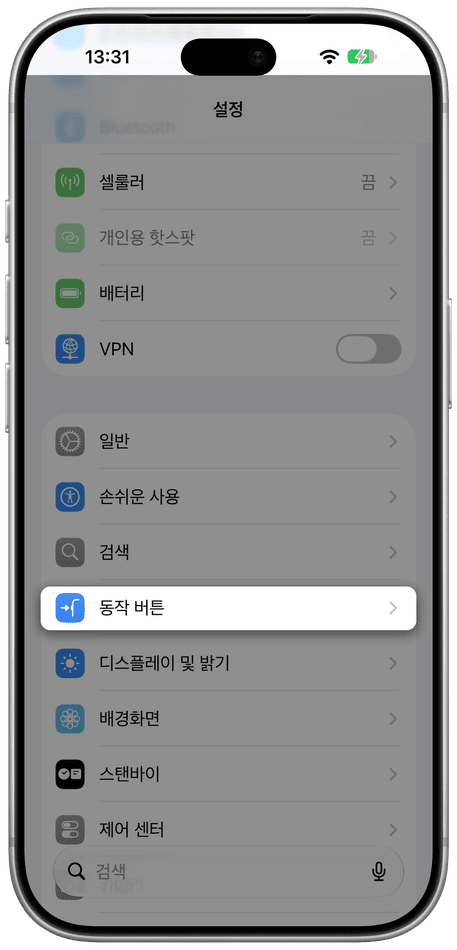 13:31
설정
Bluetooth
셀룰러 끔
개인용 핫스팟 끔
배터리
VPN
일반
손쉬운 사용
검색
동작 버튼
디스플레이 및 밝기
배경화면
스탠바이
제어 센터
검색